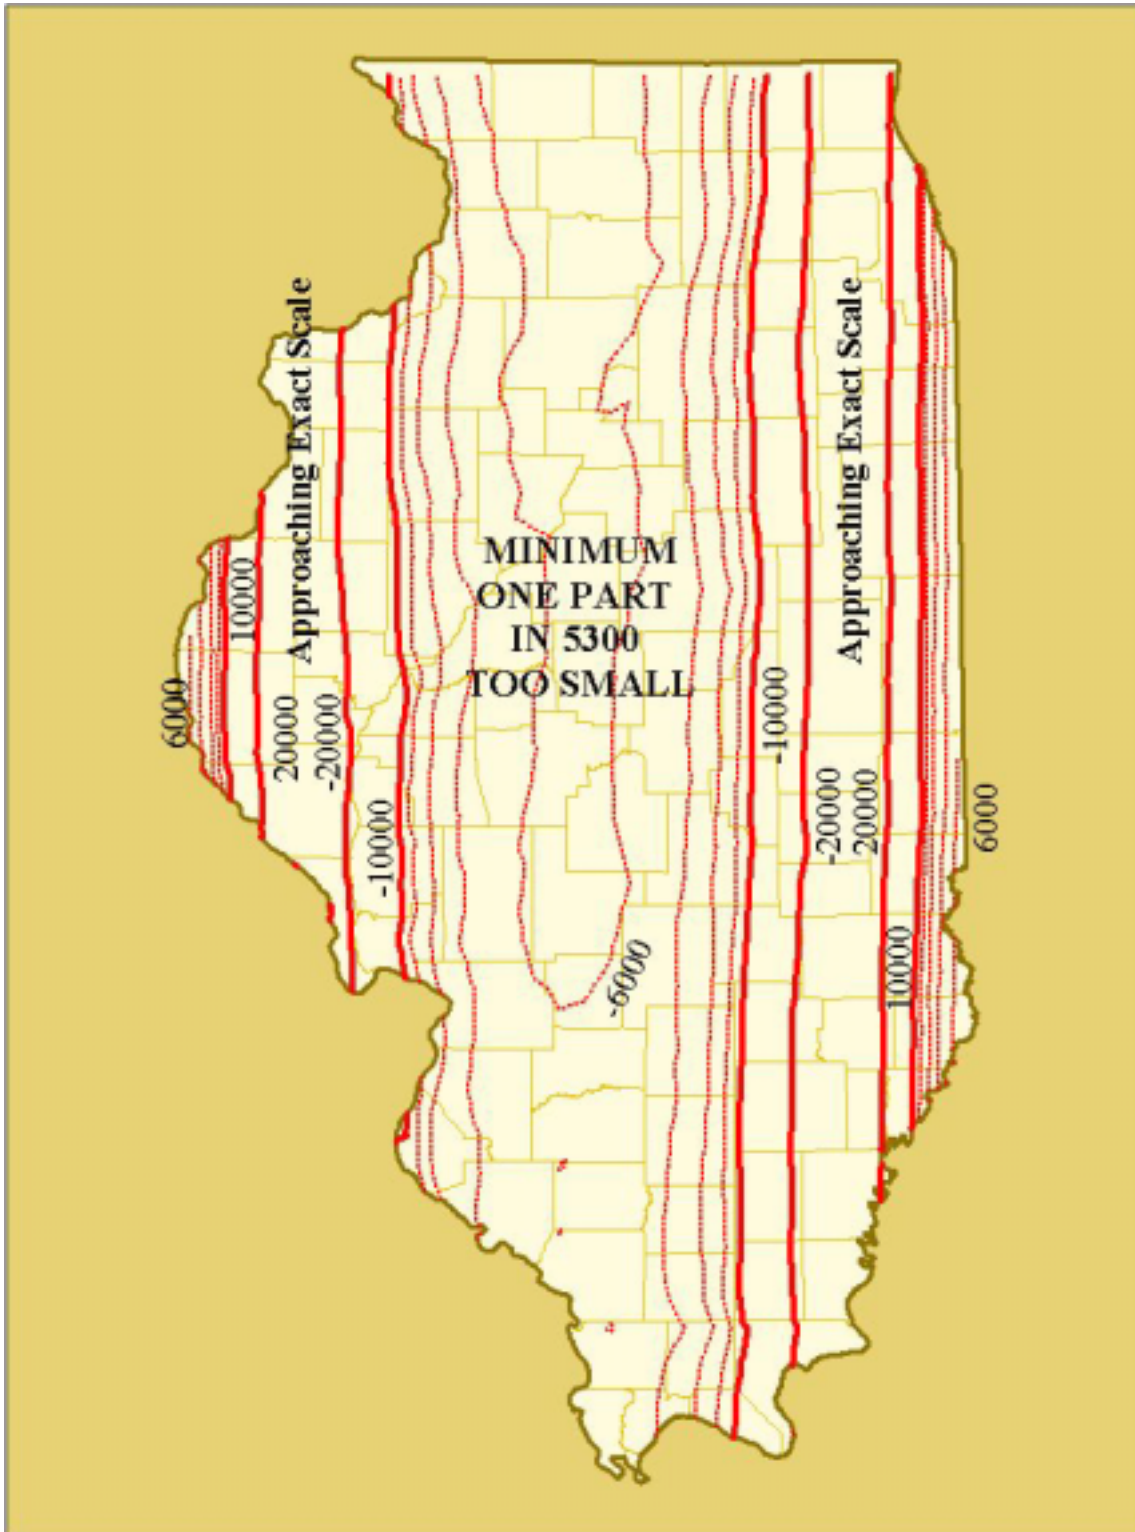 Approaching Exact Scale
Approaching Exact Scale
MINIMUM
ONE PART
IN 5300
TOO SMALL
6000
10000
20000
-20000
-10000
-6000
-10000
-20000
20000
10000
6000